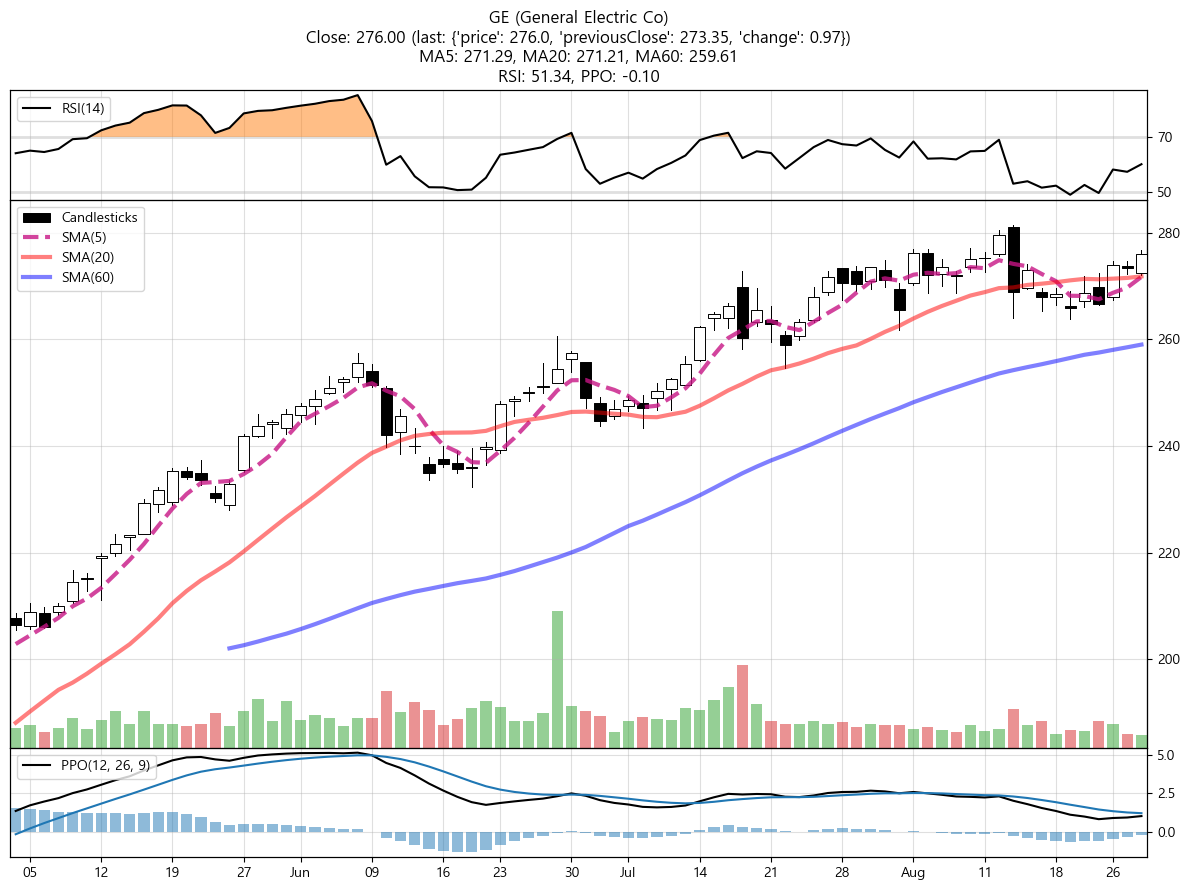 GE (General Electric Co)
Close: 276.00 (last: {'price': 276.0, 'previousClose': 273.35, 'change': 0.97})
MA5: 271.29, MA20: 271.21, MA60: 259.61
RSI: 51.34, PPO: -0.10
RSI(14)
70
50
Candlesticks
SMA(5)
SMA(20)
SMA(60)
280
260
240
220
200
PPO(12, 26, 9)
5.0
2.5
0.0
05 12 19 27 Jun 09 16 23 30 Jul 14 21 28 Aug 11 18 26